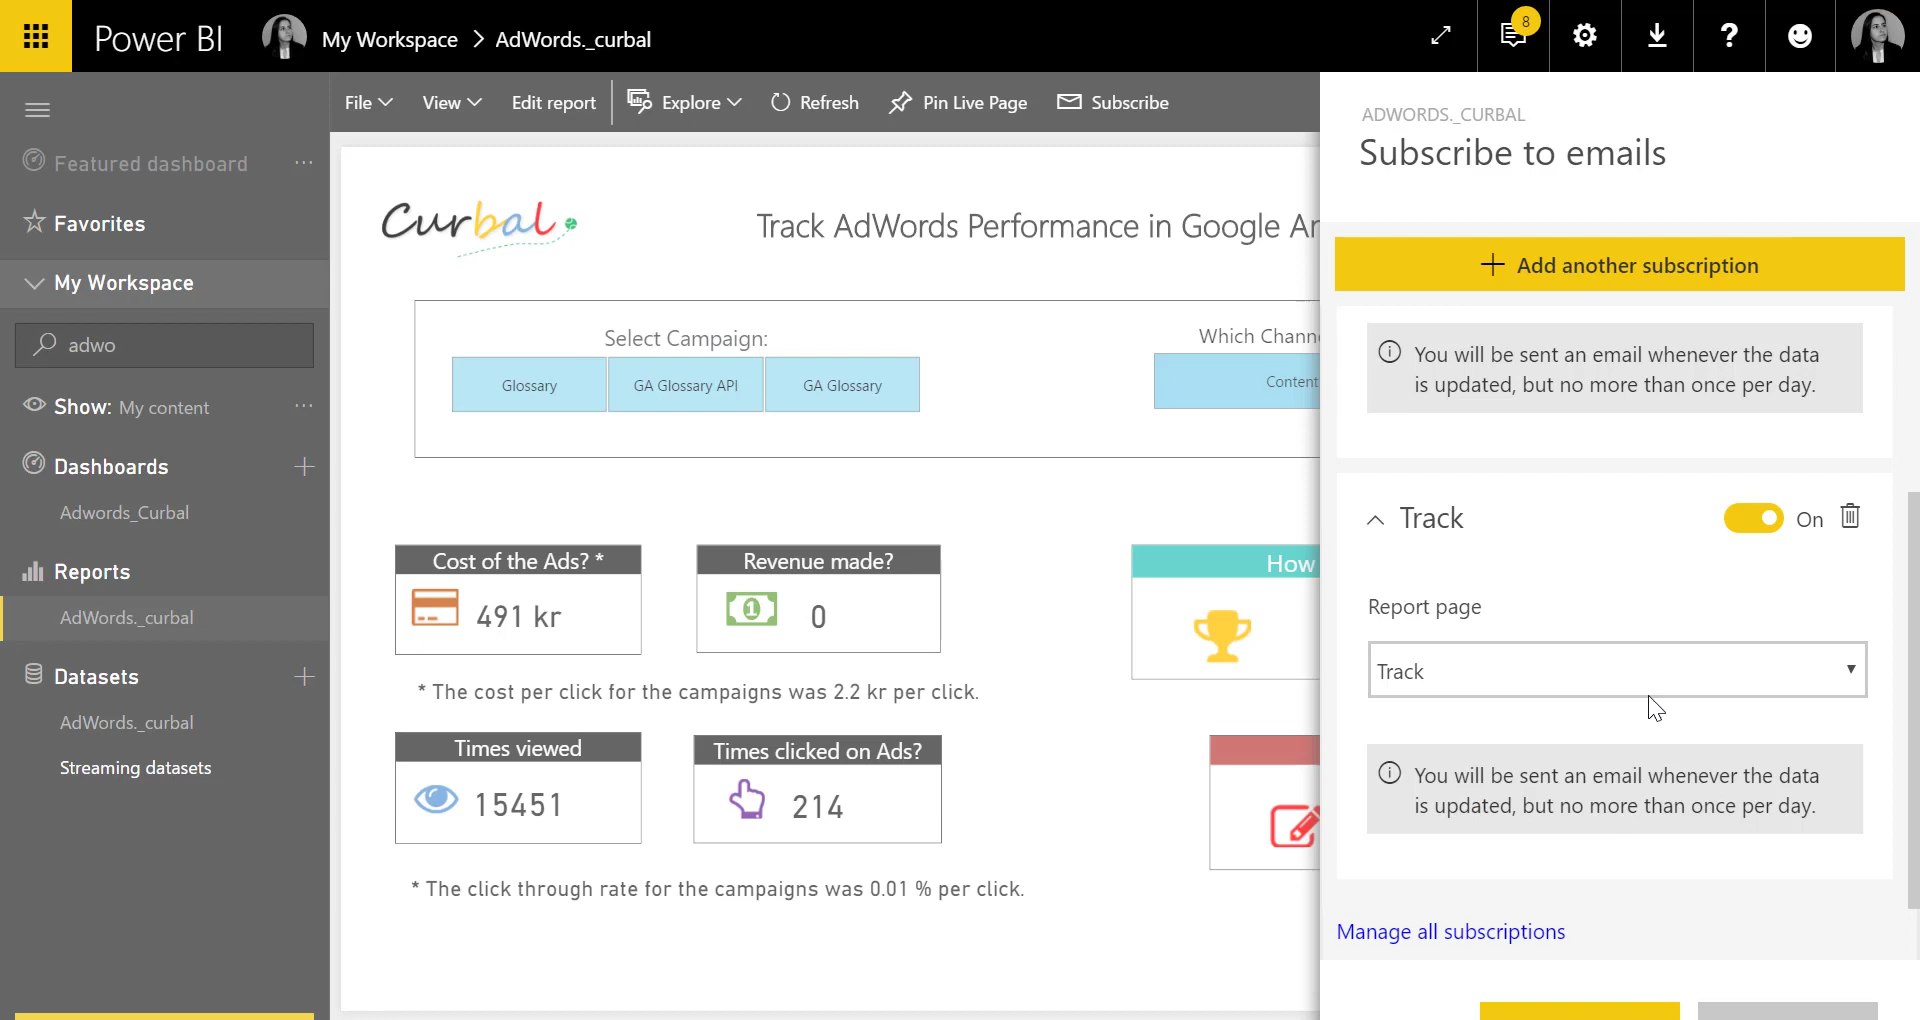 Power BI
My Workspace > AdWords._curbal
8
Featured dashboard ...
Favorites
My Workspace
adwo
Show: My content ...
Dashboards
Adwords_Curbal
Reports
AdWords._curbal
Datasets
AdWords._curbal
Streaming datasets
File View Edit report Explore Refresh Pin Live Page Subscribe
Curbal
Track AdWords Performance in Google
Select Campaign:
Glossary GA Glossary API GA Glossary
Which
Content
Cost of the Ads? *
491 kr
Revenue made?
0
How
* The cost per click for the campaigns was 2.2 kr per click.
Times viewed
15451
Times clicked on Ads?
214
* The click through rate for the campaigns was 0.01 % per click.
ADWORDS._CURBAL
Subscribe to emails
+ Add another subscription
You will be sent an email whenever the data
is updated, but no more than once per day.
Track On
Report page
Track
You will be sent an email whenever the data
is updated, but no more than once per day.
Manage all subscriptions